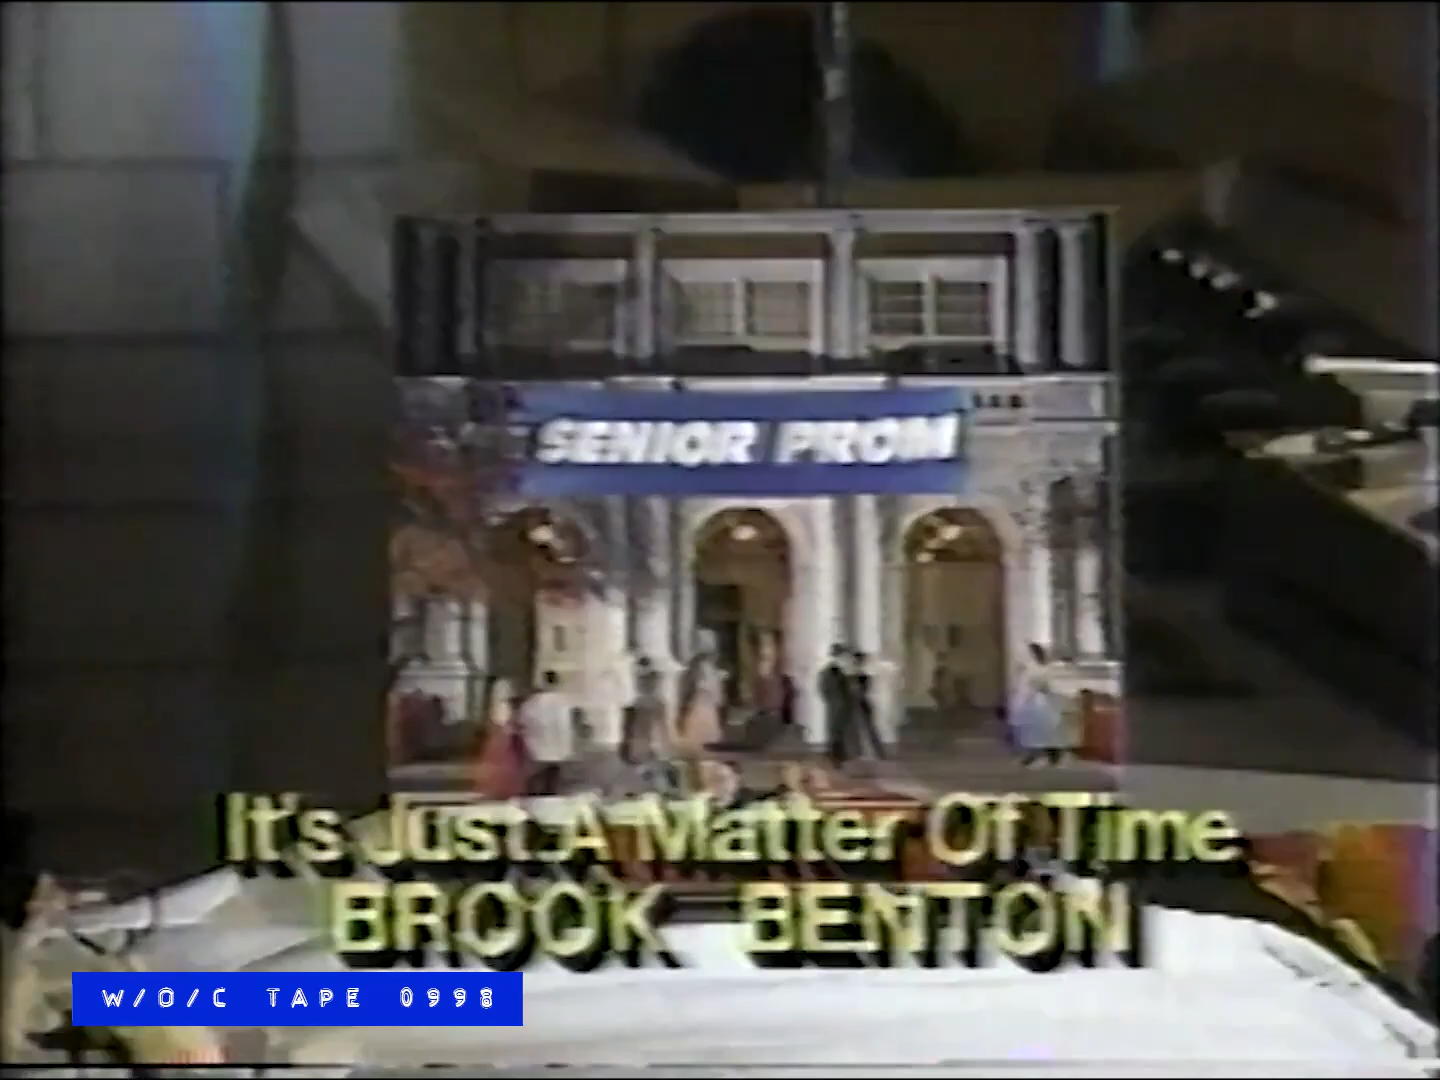 SENIOR PROM
It's Just A Matter Of Time
BROOK BENTON
W/O/C TAPE 0998